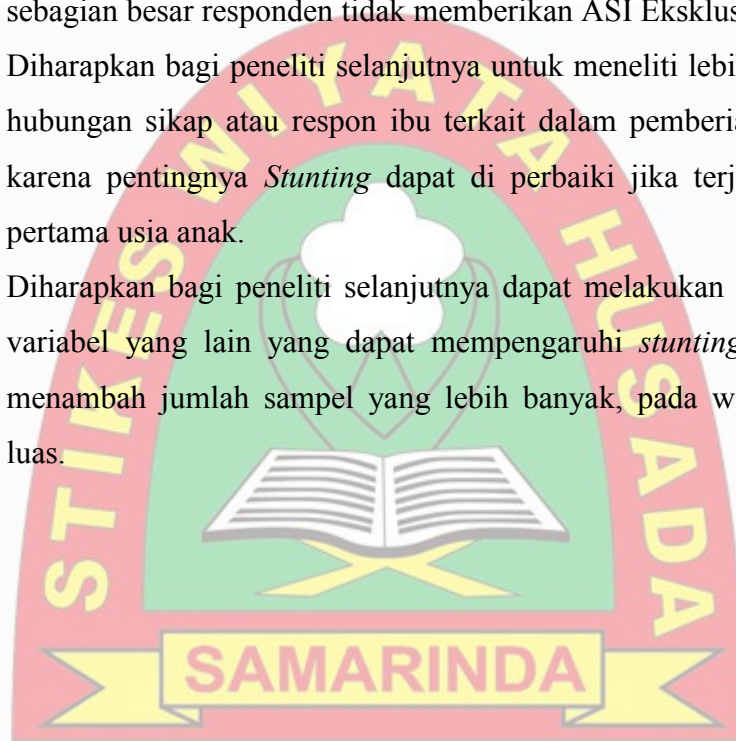 sebagian besar responden tidak memberikan ASI Eksklus
Diharapkan bagi peneliti selanjutnya untuk meneliti lebi
hubungan sikap atau respon ibu terkait dalam pemberia
karena pentingnya Stunting dapat di perbaiki jika terj
pertama usia anak.
Diharapkan bagi peneliti selanjutnya dapat melakukan
variabel yang lain yang dapat mempengaruhi stunting
menambah jumlah sampel yang lebih banyak, pada w
luas.
STIKES WIYATA HUSADA
SAMARINDA